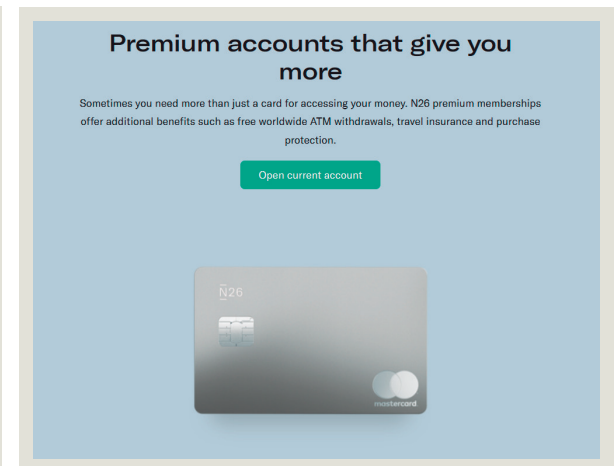 Premium accounts that give you
more
Sometimes you need more than just a card for accessing your money. N26 premium memberships
offer additional benefits such as free worldwide ATM withdrawals, travel insurance and purchase
protection.
Open current account
N26
mastercard